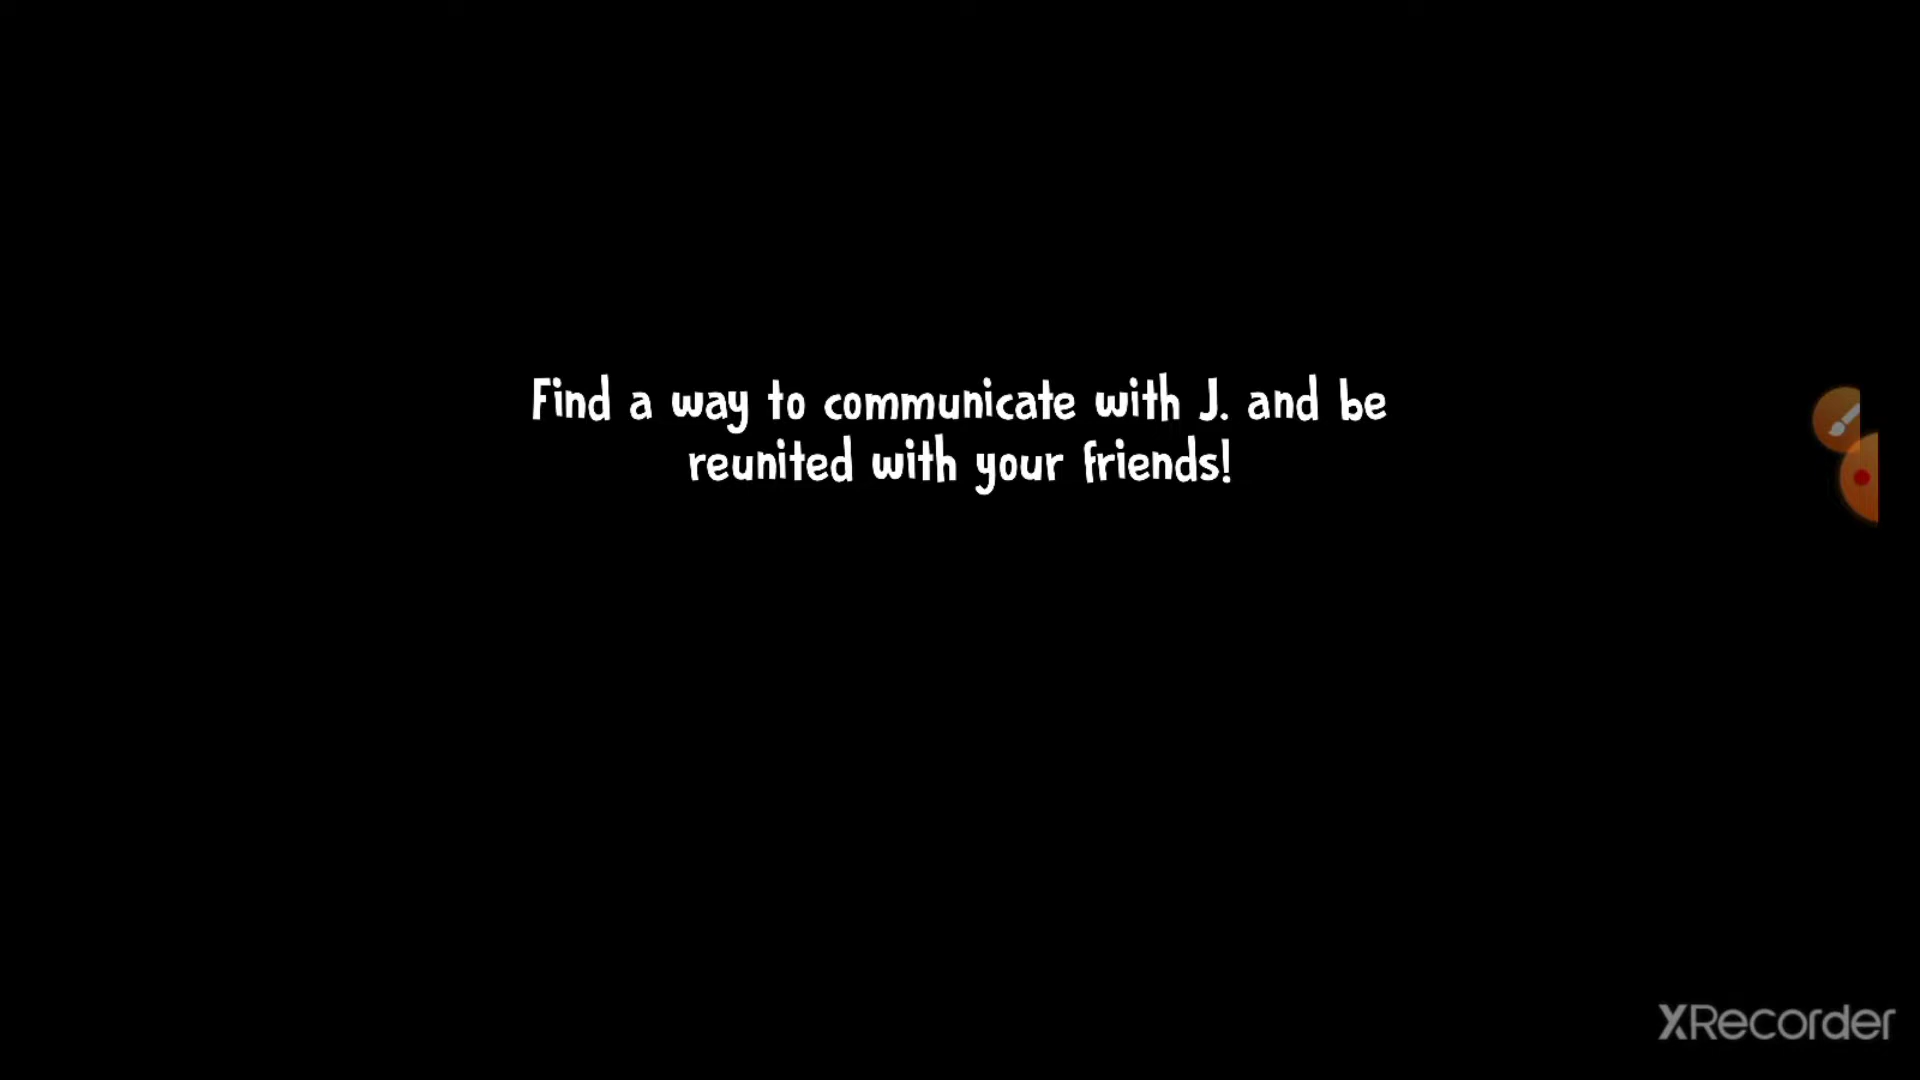 Find a way to communicate with J. and be
reunited with your friends!
XRecorder